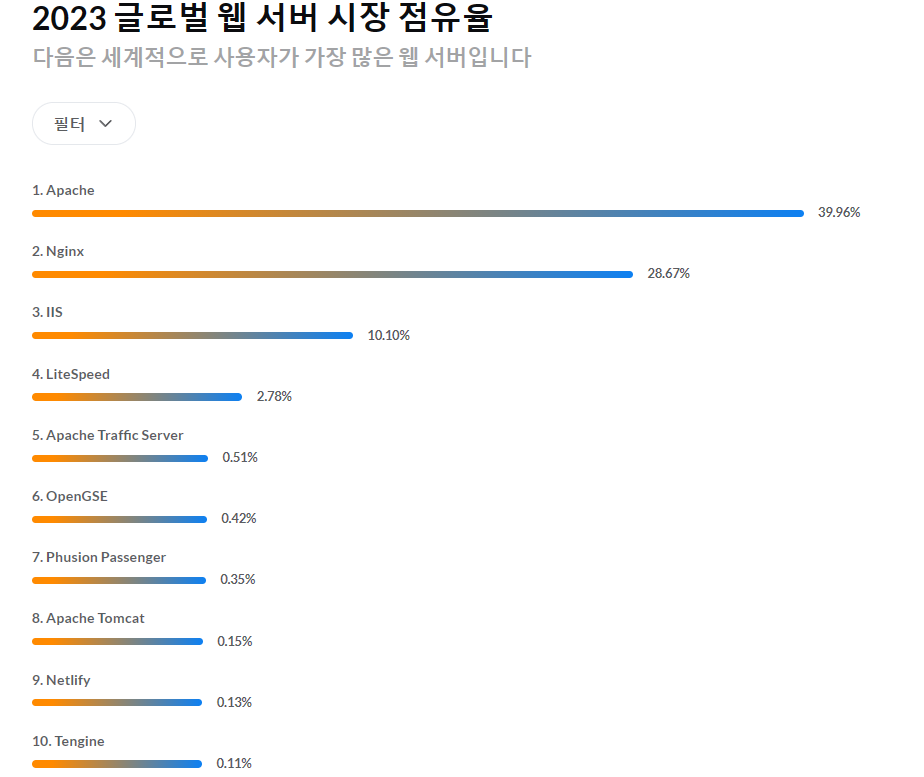 2023 글로벌 웹 서버 시장 점유율
다음은 세계적으로 사용자가 가장 많은 웹 서버입니다
필터
1. Apache
39.96%
2. Nginx
28.67%
3. IIS
10.10%
4. LiteSpeed
2.78%
5. Apache Traffic Server
0.51%
6. OpenGSE
0.42%
7. Phusion Passenger
0.35%
8. Apache Tomcat
0.15%
9. Netlify
0.13%
10. Tengine
0.11%